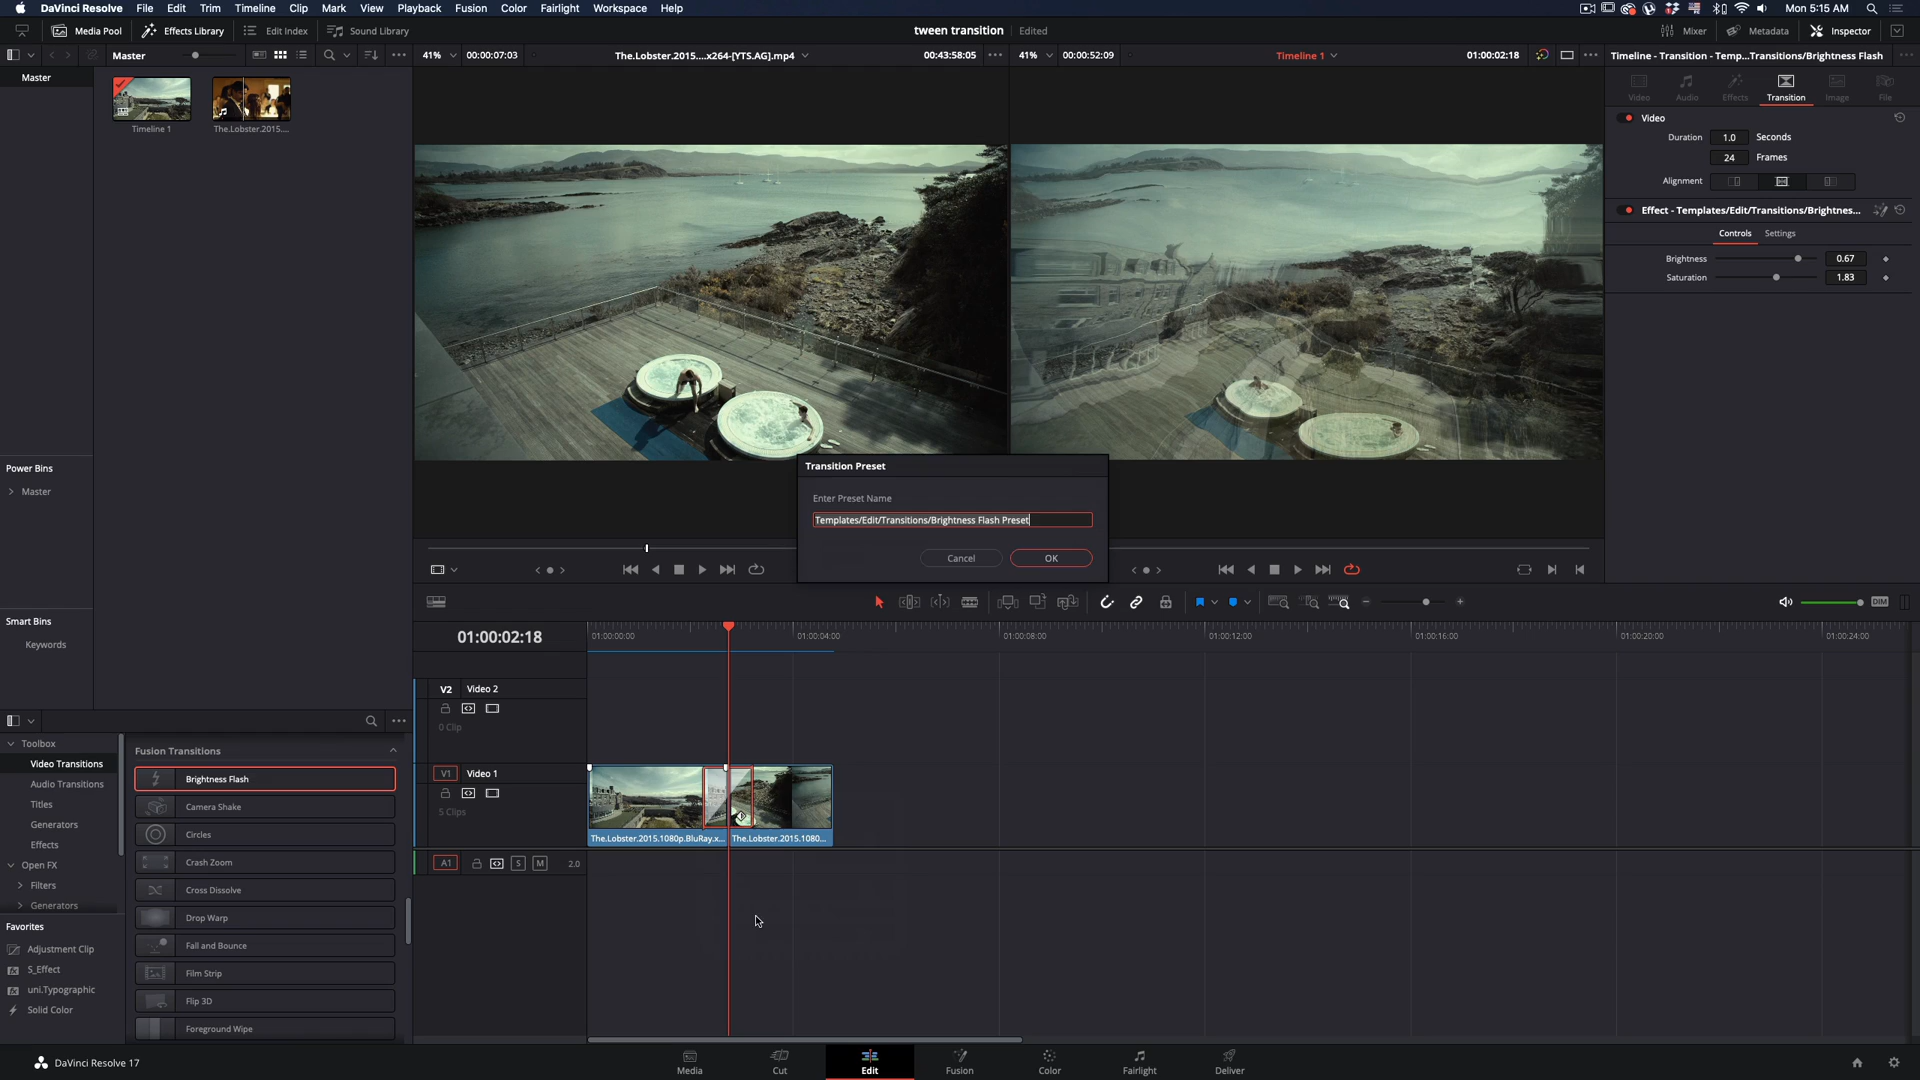 DaVinci Resolve File Edit Trim Timeline Clip Mark View Playback Fusion Color Fairlight Workspace Help Mon 5:15 AM
Media Pool Effects Library Edit Index Sound Library tween transition Edited Mixer Metadata Inspector
Master 41% 00:00:07:03 The.Lobster.2015....x264-[YTS.AG].mp4 00:43:58:05 41% 00:00:52:09 Timeline 1 01:00:02:18 Timeline - Transition - Temp...Transitions/Brightness Flash
Master
Video Audio Effects Transition Image File
Timeline 1 The.Lobster.2015....
Video
Duration 1.0 Seconds
24 Frames
Alignment
Effect - Templates/Edit/Transitions/Brightnes...
Controls Settings
Brightness 0.67
Saturation 1.83
Power Bins
Master
Transition Preset
Enter Preset Name
Templates/Edit/Transitions/Brightness Flash Preset
Cancel OK
Smart Bins
Keywords
DIM
01:00:02:18 01:00:00:00 01:00:04:00 01:00:08:00 01:00:12:00 01:00:16:00 01:00:20:00 01:00:24:00
V2 Video 2
0 Clip
V1 Video 1
5 Clips
The.Lobster.2015.1080p.BluRay.x... The.Lobster.2015.1080...
A1 S M 2.0
Toolbox
Video Transitions
Audio Transitions
Titles
Generators
Effects
Open FX
Filters
Generators
Favorites
Adjustment Clip
S_Effect
uni.Typographic
Solid Color
Fusion Transitions
Brightness Flash
Camera Shake
Circles
Crash Zoom
Cross Dissolve
Drop Warp
Fall and Bounce
Film Strip
Flip 3D
Foreground Wipe
DaVinci Resolve 17
Media Cut Edit Fusion Color Fairlight Deliver